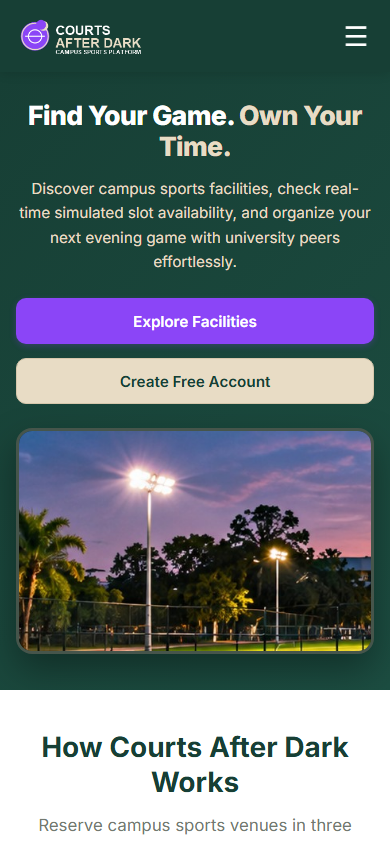 COURTS
AFTER DARK
CAMPUS SPORTS PLATFORM
Find Your Game. Own Your
Time.
Discover campus sports facilities, check real-
time simulated slot availability, and organize your
next evening game with university peers
effortlessly.
Explore Facilities
Create Free Account
How Courts After Dark
Works
Reserve campus sports venues in three